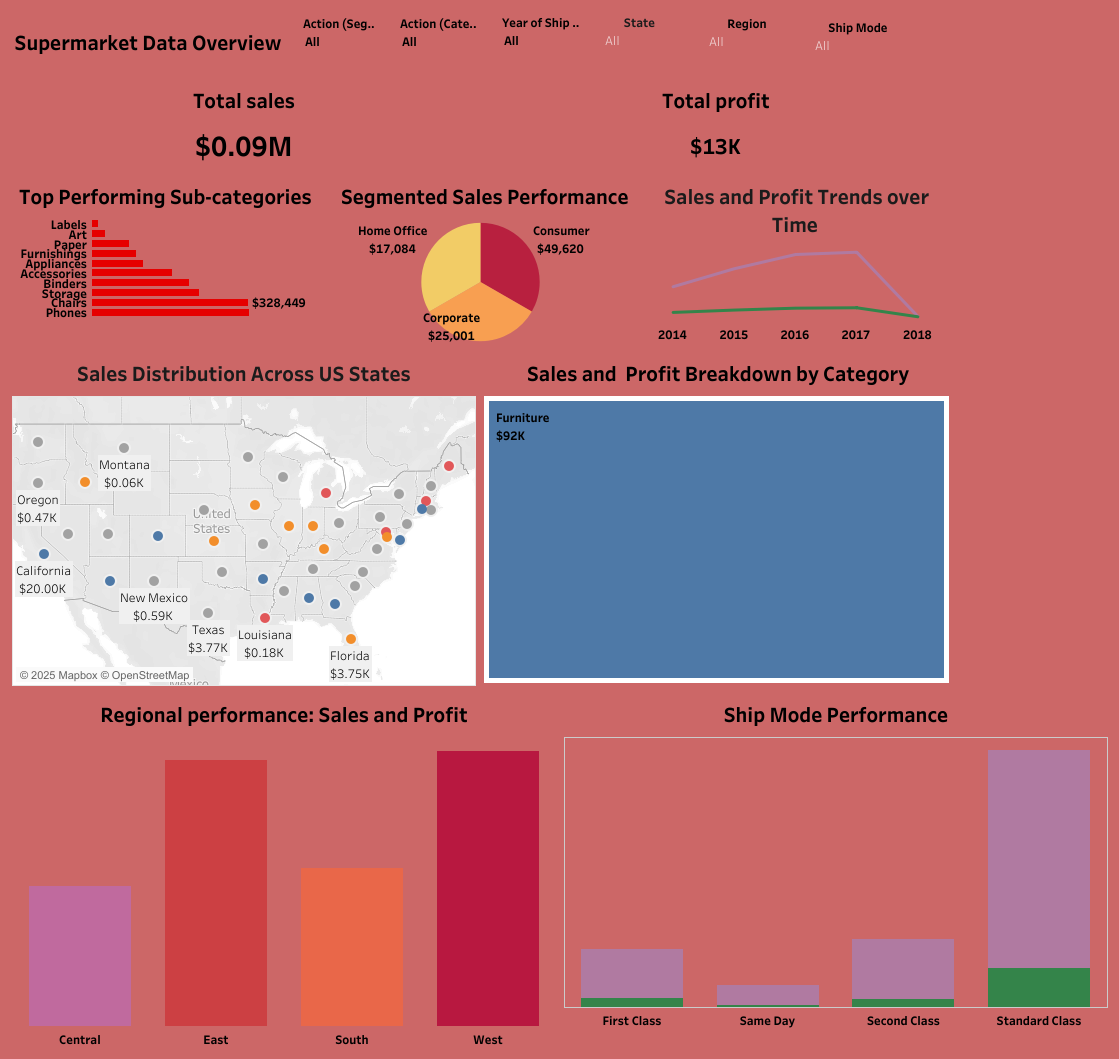 Supermarket Data Overview
Action (Seg..
All
Action (Cate..
All
Year of Ship ..
All
State
All
Region
All
Ship Mode
All
Total sales
$0.09M
Total profit
$13K
Top Performing Sub-categories
Labels
Art
Paper
Furnishings
Appliances
Accessories
Binders
Storage
Chairs
$328,449
Phones
Segmented Sales Performance
Home Office
$17,084
Consumer
$49,620
Corporate
$25,001
Sales and Profit Trends over
Time
2014
2015
2016
2017
2018
Sales Distribution Across US States
Montana
$0.06K
Oregon
$0.47K
United
States
California
$20.00K
New Mexico
$0.59K
Texas
$3.77K
Louisiana
$0.18K
Florida
$3.75K
Mexico
© 2025 Mapbox © OpenStreetMap
Sales and  Profit Breakdown by Category
Furniture
$92K
Regional performance: Sales and Profit
Central
East
South
West
Ship Mode Performance
First Class
Same Day
Second Class
Standard Class